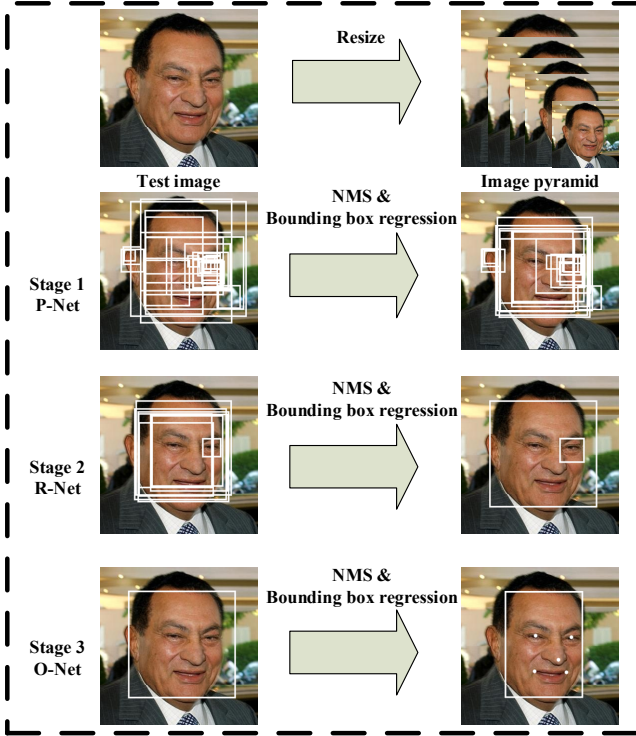 Resize
Test image
Image pyramid
NMS &
Bounding box regression
Stage 1
P-Net
NMS &
Bounding box regression
Stage 2
R-Net
NMS &
Bounding box regression
Stage 3
O-Net